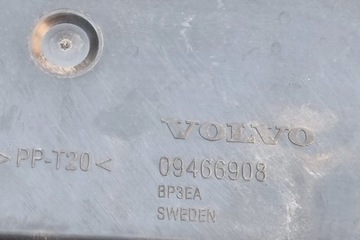 VOLVO
>PP-T20<
09466908
BP3EA
SWEDEN